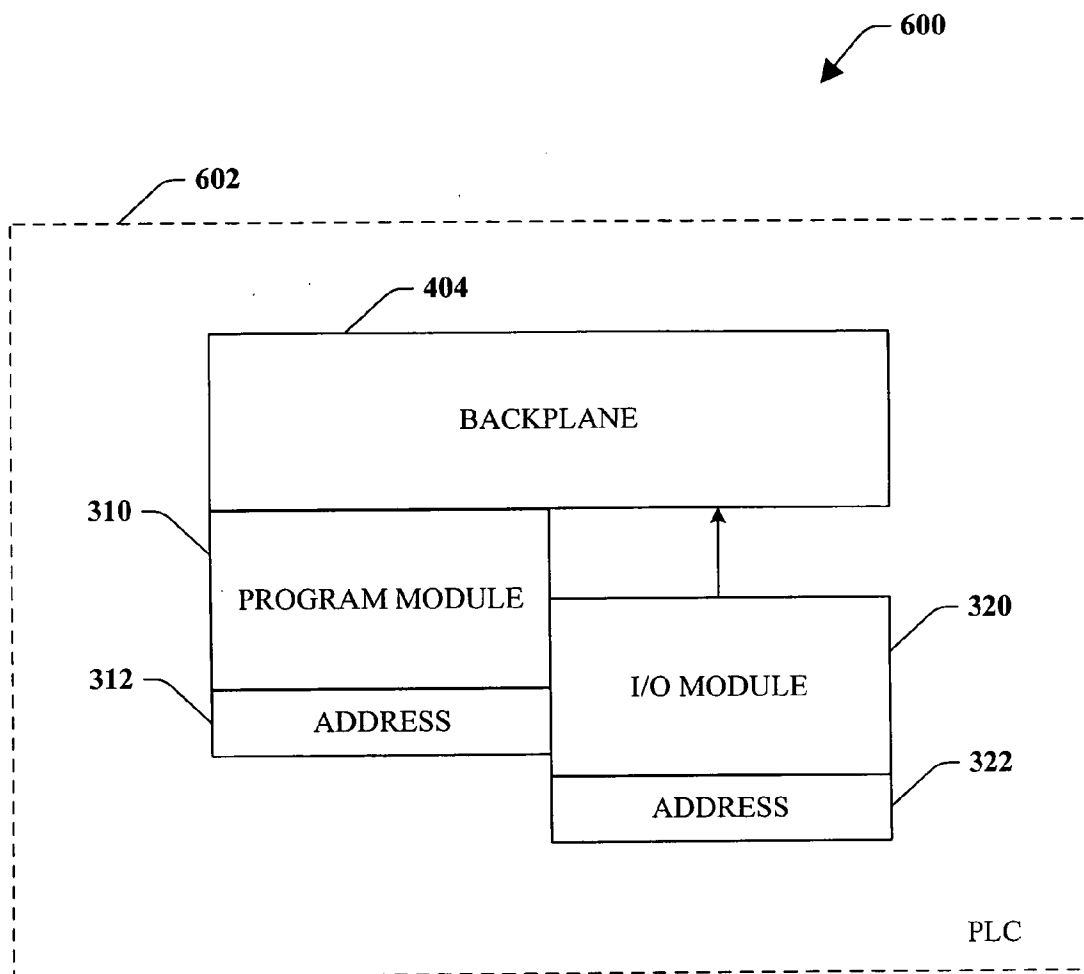 600
602
404
BACKPLANE
310
PROGRAM MODULE
320
I/O MODULE
312
ADDRESS
322
ADDRESS
PLC